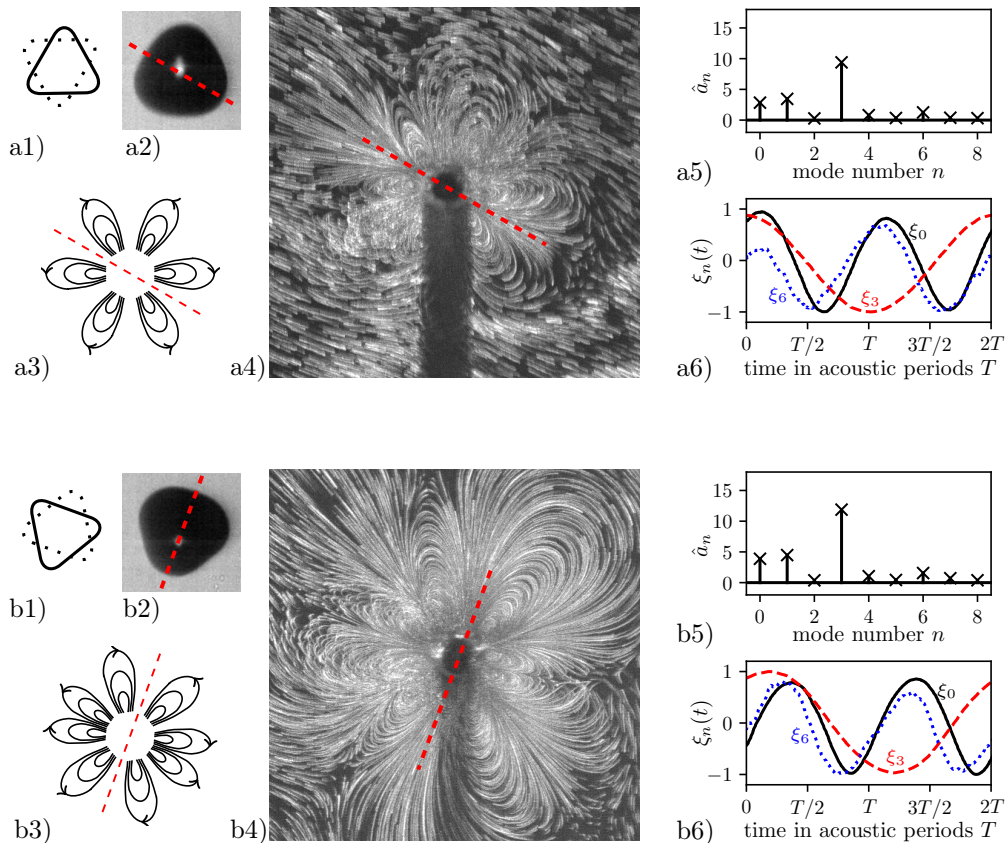 a1)
a2)
a3)
a4)
15
10
5
0
â_n
0 2 4 6 8
mode number n
a5)
1
0
−1
ξ_n(t)
ξ_0
ξ_6
ξ_3
0 T/2 T 3T/2 2T
time in acoustic periods T
a6)
b1)
b2)
b3)
b4)
15
10
5
0
â_n
0 2 4 6 8
mode number n
b5)
1
0
−1
ξ_n(t)
ξ_0
ξ_6
ξ_3
0 T/2 T 3T/2 2T
time in acoustic periods T
b6)